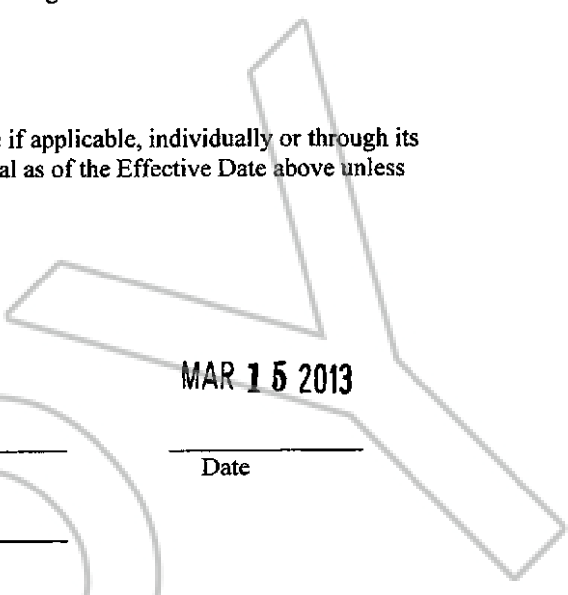 if applicable, individually or through its
al as of the Effective Date above unless
MAR 15 2013
Date